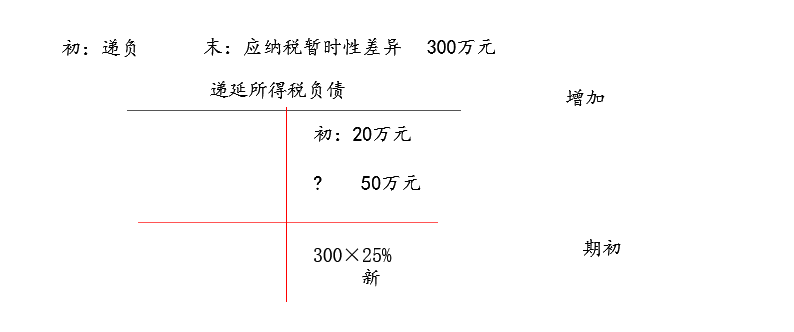 初：递负 末：应纳税暂时性差异 300万元
递延所得税负债
增加
初：20万元
? 50万元
300×25%
新
期初